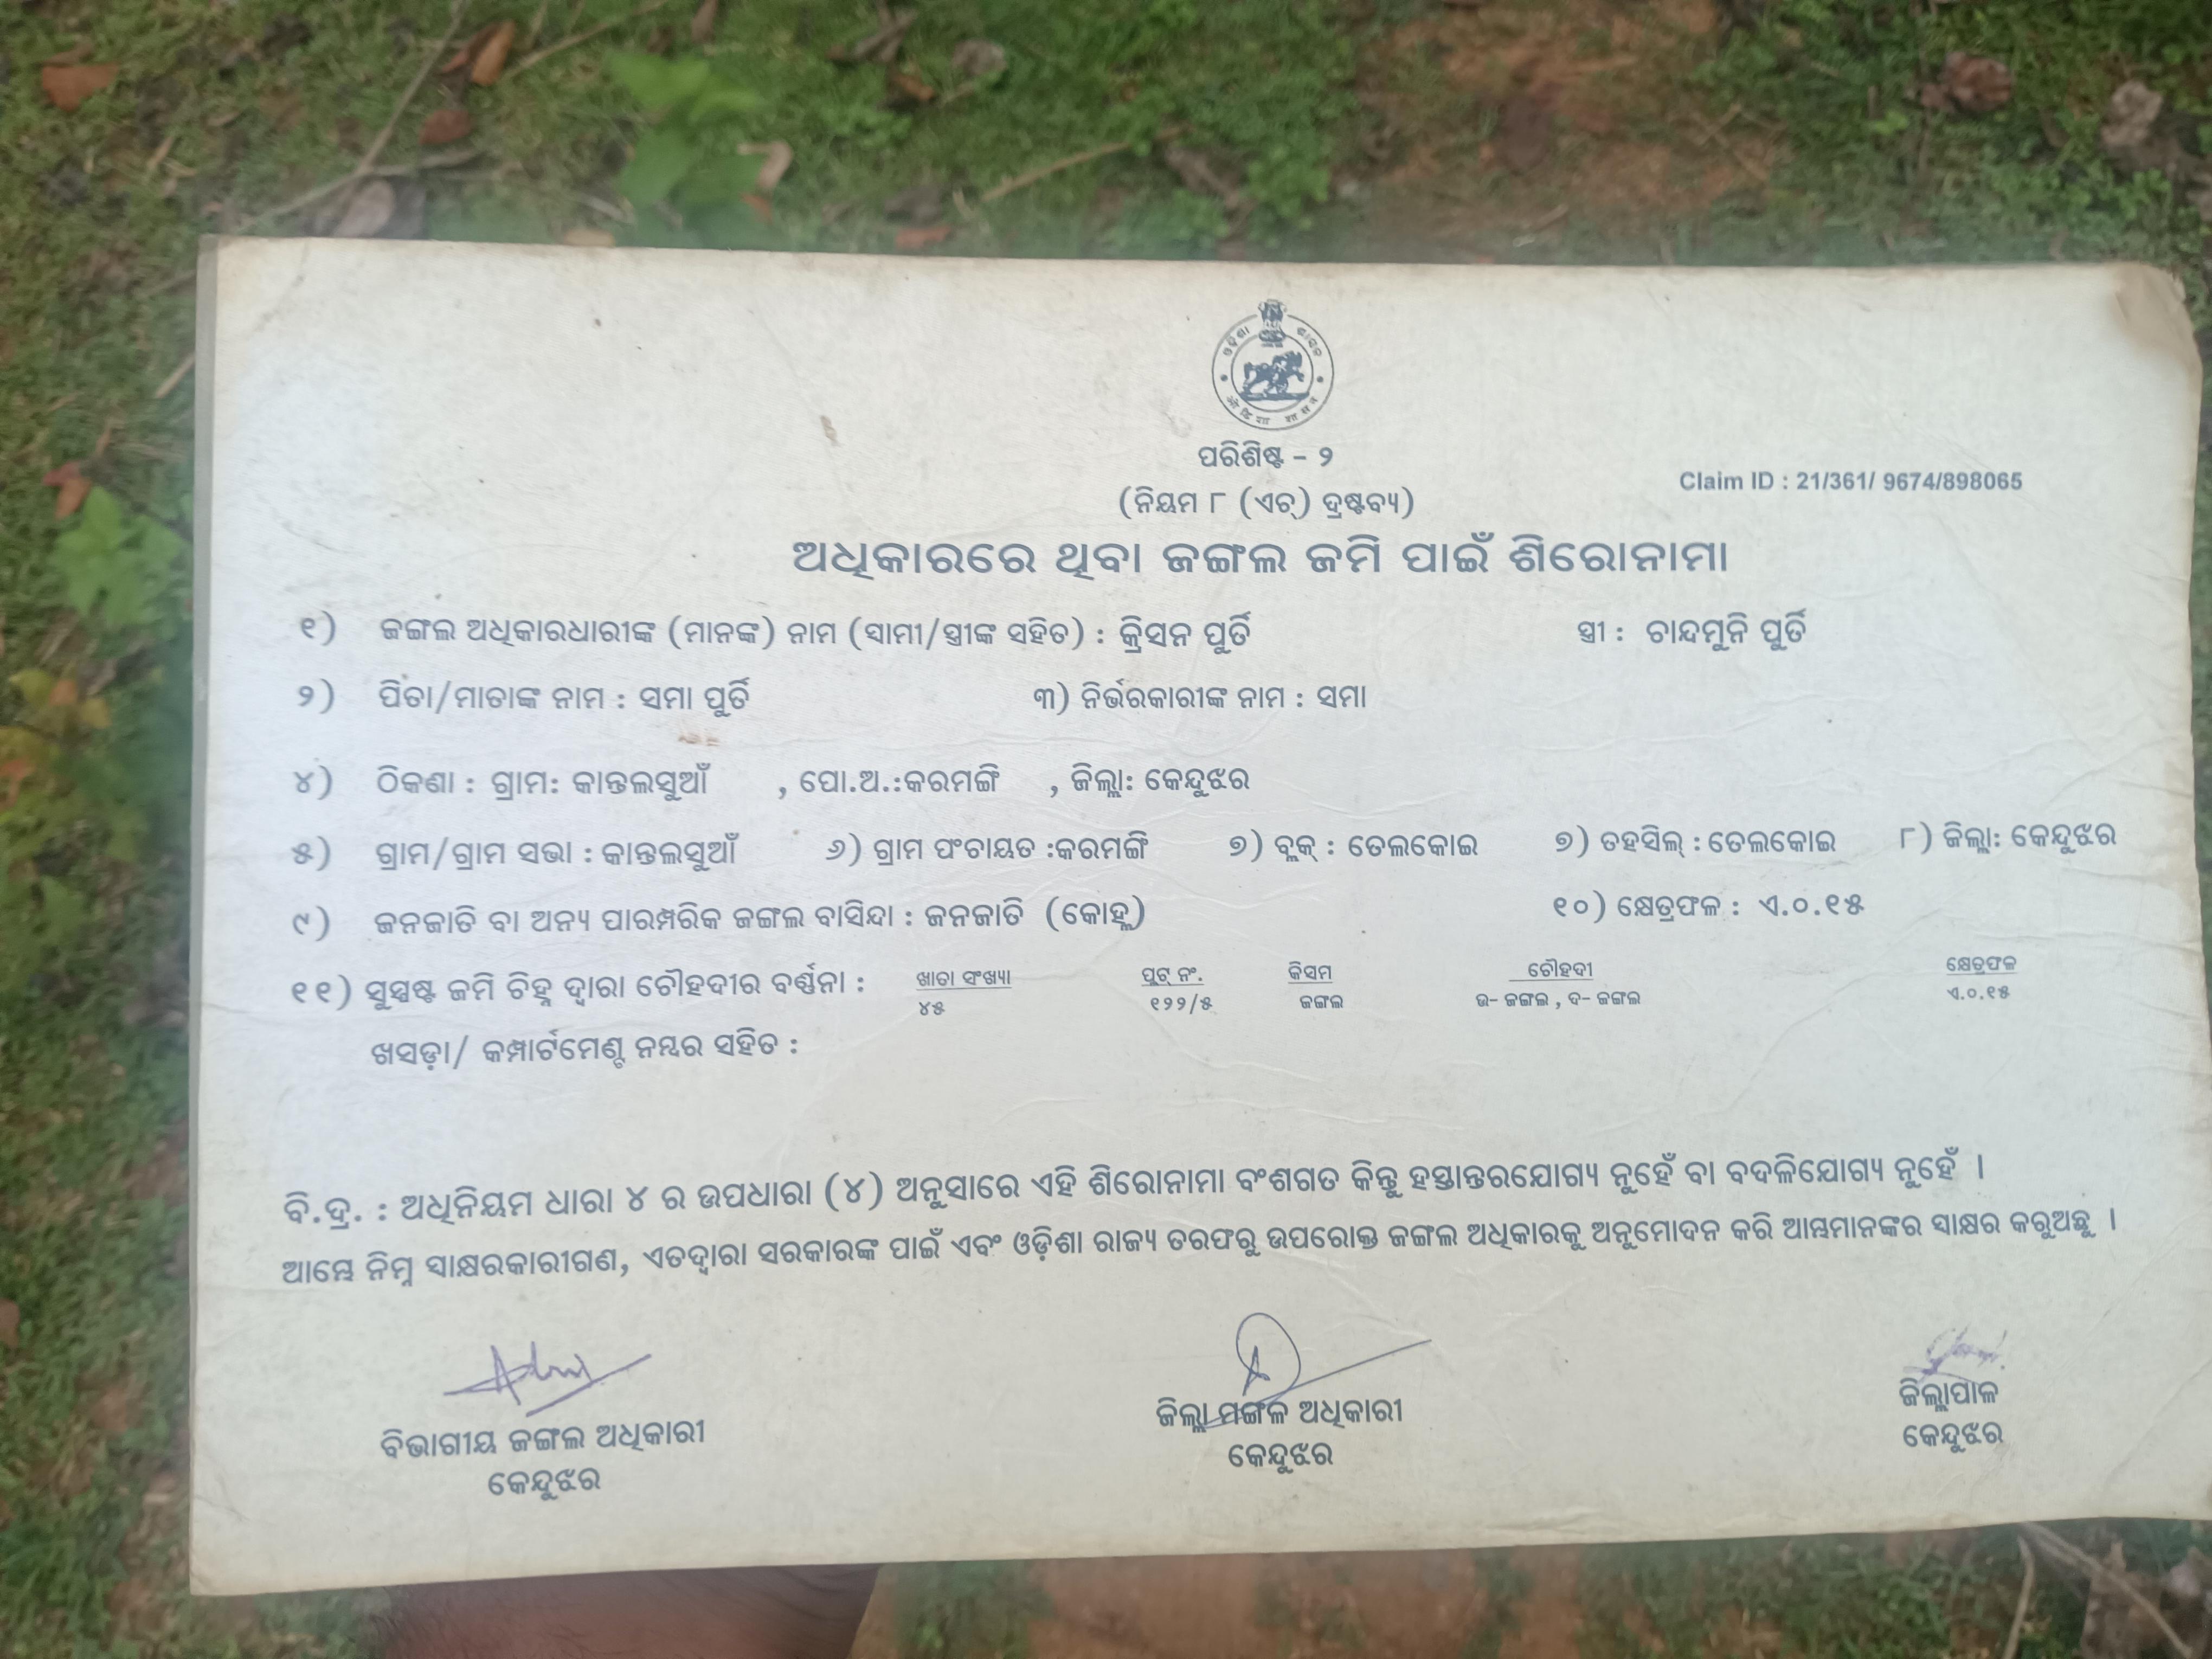 ଓଡ଼ିଶା ଶାସନ
ओडिशा शासन
ପରିଶିଷ୍ଟ - ୨
Claim ID : 21/361/ 9674/898065
(ନିୟମ ୮ (ଏଚ୍) ଦ୍ରଷ୍ଟବ୍ୟ)
ଅଧିକାରରେ ଥିବା ଜଙ୍ଗଲ ଜମି ପାଇଁ ଶିରୋନାମା
୧) ଜଙ୍ଗଲ ଅଧିକାରଧାରୀଙ୍କ (ମାନଙ୍କ) ନାମ (ସ୍ୱାମୀ/ସ୍ତ୍ରୀଙ୍କ ସହିତ) : କ୍ରିସନ ପୁର୍ତି ସ୍ତ୍ରୀ : ଚାନ୍ଦମୁନି ପୁର୍ତି
୨) ପିତା/ମାତାଙ୍କ ନାମ : ସମା ପୁର୍ତି ୩) ନିର୍ଭରକାରୀଙ୍କ ନାମ : ସମା
୪) ଠିକଣା : ଗ୍ରାମ: କାନ୍ତଲସୁଆଁ , ପୋ.ଅ.:କରମଙ୍ଗି , ଜିଲ୍ଲା: କେନ୍ଦୁଝର
୫) ଗ୍ରାମ/ଗ୍ରାମ ସଭା : କାନ୍ତଲସୁଆଁ ୬) ଗ୍ରାମ ପଂଚାୟତ :କରମଙ୍ଗି ୭) ବ୍ଲକ୍ : ତେଲକୋଇ ୭) ତହସିଲ୍ : ତେଲକୋଇ ୮) ଜିଲ୍ଲା: କେନ୍ଦୁଝର
୯) ଜନଜାତି ବା ଅନ୍ୟ ପାରମ୍ପରିକ ଜଙ୍ଗଲ ବାସିନ୍ଦା : ଜନଜାତି (କୋହ୍ଲ) ୧୦) କ୍ଷେତ୍ରଫଳ : ଏ.୦.୧୫
୧୧) ସୁସ୍ପଷ୍ଟ ଜମି ଚିହ୍ନ ଦ୍ୱାରା ଚୌହଦୀର ବର୍ଣ୍ଣନା : ଖାତା ସଂଖ୍ୟା ପ୍ଲଟ୍ ନଂ. କିସମ ଚୌହଦୀ କ୍ଷେତ୍ରଫଳ
୪୫ ୧୨୨/୫ ଜଙ୍ଗଲ ଉ- ଜଙ୍ଗଲ , ଦ- ଜଙ୍ଗଲ ଏ.୦.୧୫
ଖସଡ଼ା/ କମ୍ପାର୍ଟମେଣ୍ଟ ନମ୍ବର ସହିତ :
ବି.ଦ୍ର. : ଅଧିନିୟମ ଧାରା ୪ ର ଉପଧାରା (୪) ଅନୁସାରେ ଏହି ଶିରୋନାମା ବଂଶଗତ କିନ୍ତୁ ହସ୍ତାନ୍ତରଯୋଗ୍ୟ ନୁହେଁ ବା ବଦଳିଯୋଗ୍ୟ ନୁହେଁ ।
ଆମ୍ଭେ ନିମ୍ନ ସାକ୍ଷରକାରୀଗଣ, ଏତଦ୍ୱାରା ସରକାରଙ୍କ ପାଇଁ ଏବଂ ଓଡ଼ିଶା ରାଜ୍ୟ ତରଫରୁ ଉପରୋକ୍ତ ଜଙ୍ଗଲ ଅଧିକାରକୁ ଅନୁମୋଦନ କରି ଆମ୍ଭମାନଙ୍କର ସାକ୍ଷର କରୁଅଛୁ ।
ବିଭାଗୀୟ ଜଙ୍ଗଲ ଅଧିକାରୀ ଜିଲ୍ଲା ମଙ୍ଗଳ ଅଧିକାରୀ ଜିଲ୍ଲାପାଳ
କେନ୍ଦୁଝର କେନ୍ଦୁଝର କେନ୍ଦୁଝର